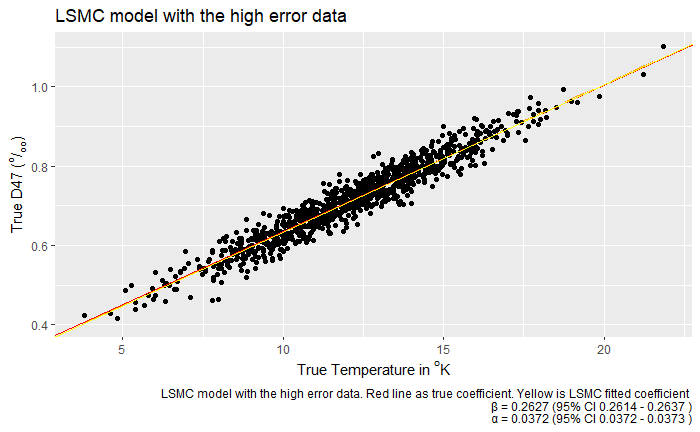 LSMC model with the high error data
1.0
0.8
0.6
0.4
True D47 (°/₀₀)
5 10 15 20
True Temperature in °K
LSMC model with the high error data. Red line as true coefficient. Yellow is LSMC fitted coefficient
β = 0.2627 (95% CI 0.2614 - 0.2637 )
α = 0.0372 (95% CI 0.0372 - 0.0373 )